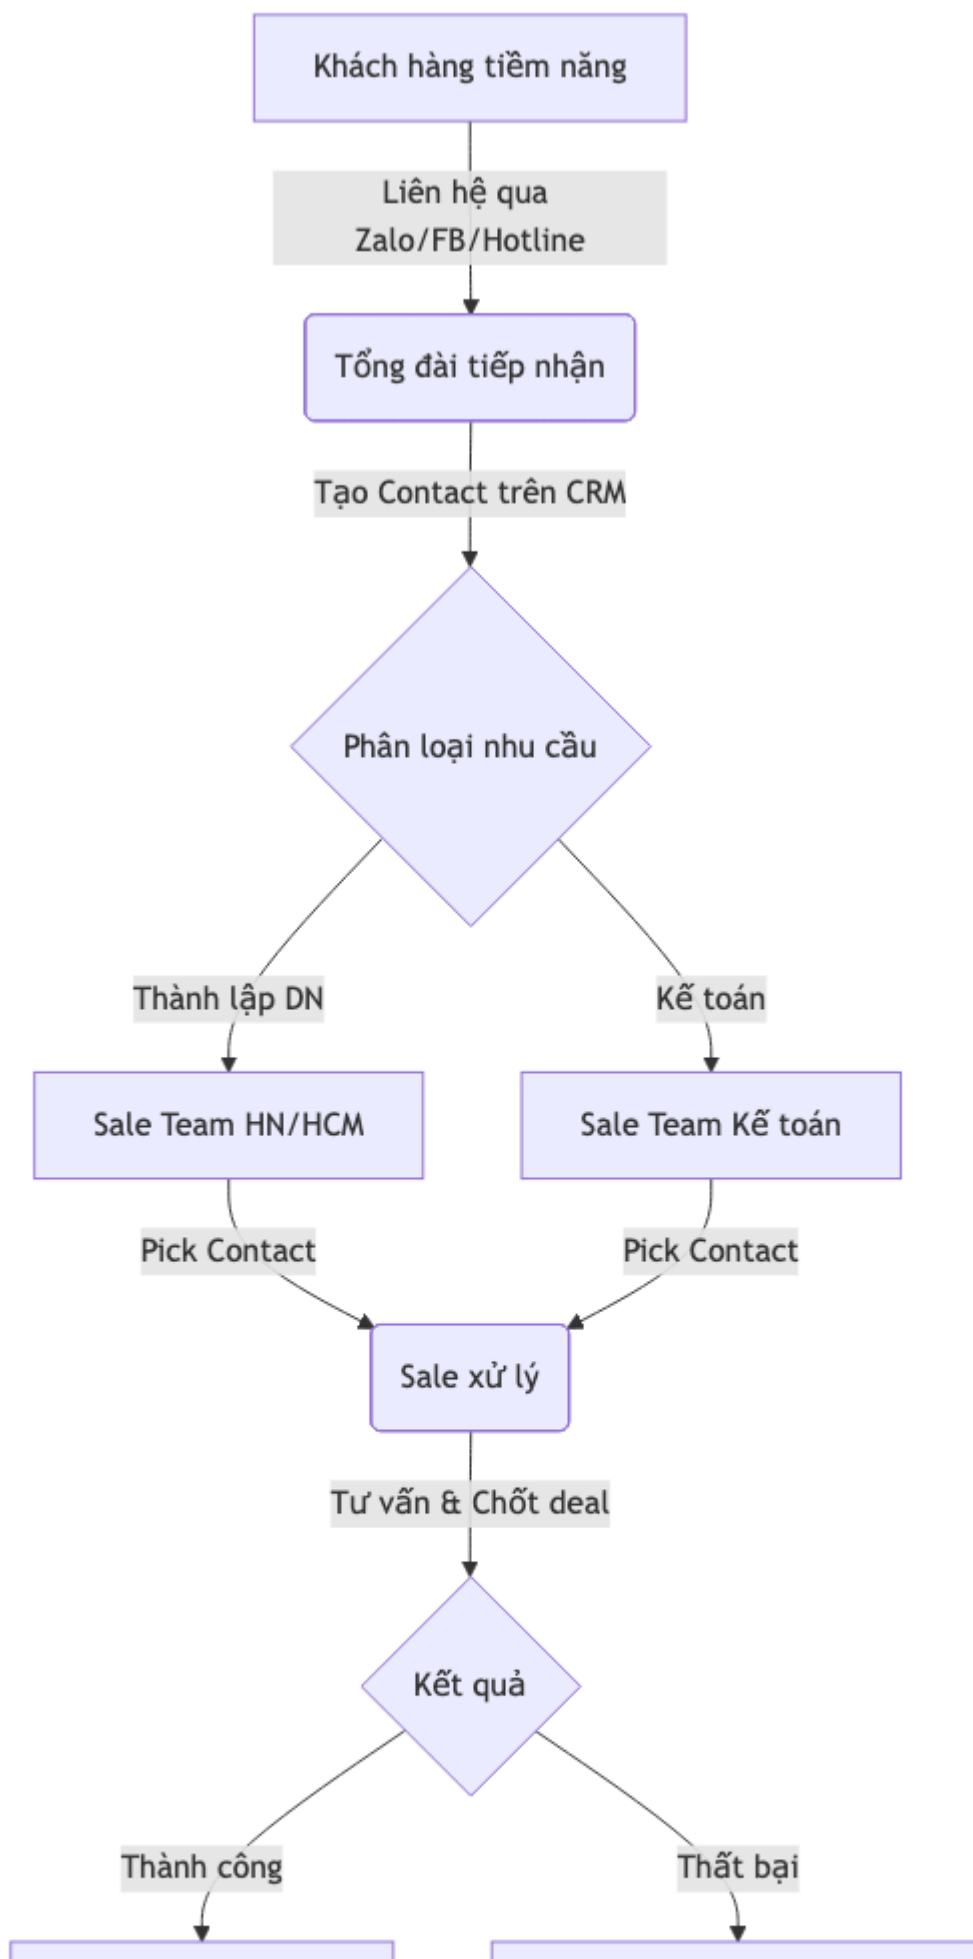 Khách hàng tiềm năng
Liên hệ qua
Zalo/FB/Hotline
Tổng đài tiếp nhận
Tạo Contact trên CRM
Phân loại nhu cầu
Thành lập DN
Kế toán
Sale Team HN/HCM
Sale Team Kế toán
Pick Contact
Pick Contact
Sale xử lý
Tư vấn & Chốt deal
Kết quả
Thành công
Thất bại